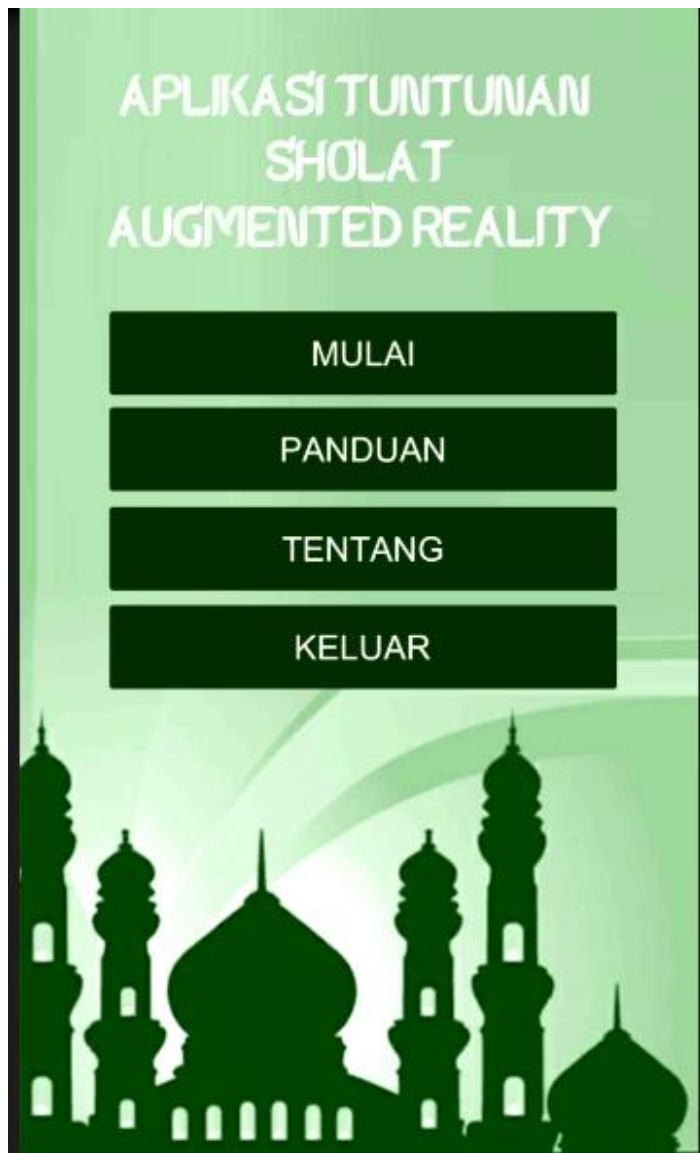 APLIKASI TUNTUNAN
SHOLAT
AUGMENTED REALITY
MULAI
PANDUAN
TENTANG
KELUAR